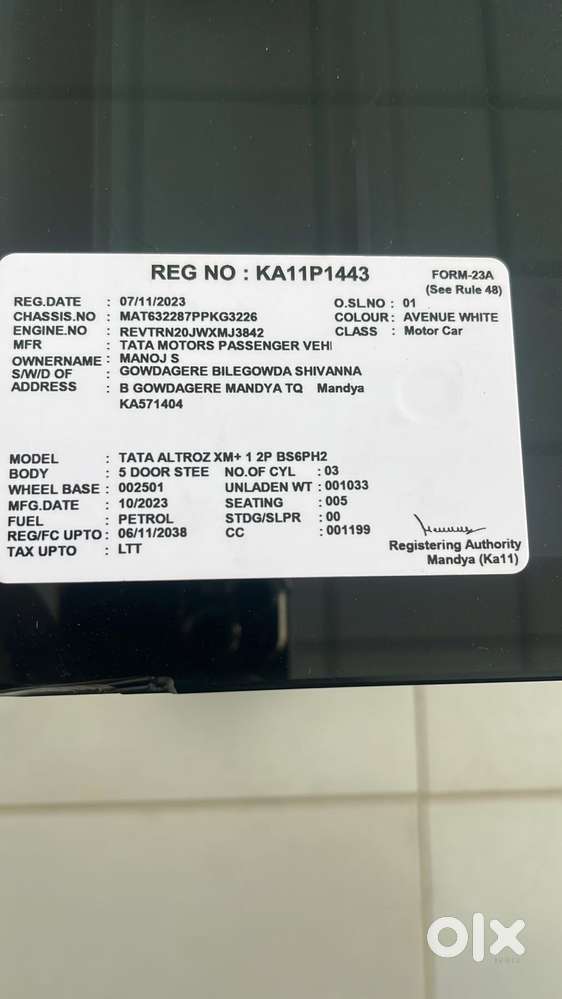 REG NO : KA11P1443
FORM-23A
(See Rule 48)
REG.DATE : 07/11/2023 O.SL.NO : 01
CHASSIS.NO : MAT632287PPKG3226 COLOUR : AVENUE WHITE
ENGINE.NO : REVTRN20JWXMJ3842 CLASS : Motor Car
MFR : TATA MOTORS PASSENGER VEHI
OWNERNAME : MANOJ S
S/W/D OF : GOWDAGERE BILEGOWDA SHIVANNA
ADDRESS : B GOWDAGERE MANDYA TQ Mandya
KA571404
MODEL : TATA ALTROZ XM+ 1 2P BS6PH2
BODY : 5 DOOR STEE NO.OF CYL : 03
WHEEL BASE : 002501 UNLADEN WT : 001033
MFG.DATE : 10/2023 SEATING : 005
FUEL : PETROL STDG/SLPR : 00
REG/FC UPTO : 06/11/2038 CC : 001199
TAX UPTO : LTT
Registering Authority
Mandya (Ka11)
olx